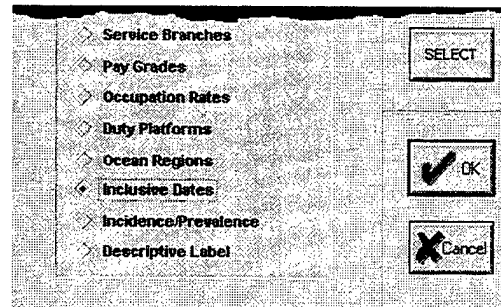 Service Branches
Pay Grades
Occupation Rates
Duty Platforms
Ocean Regions
Inclusive Dates
Incidence/Prevalence
Descriptive Label
SELECT
OK
Cancel